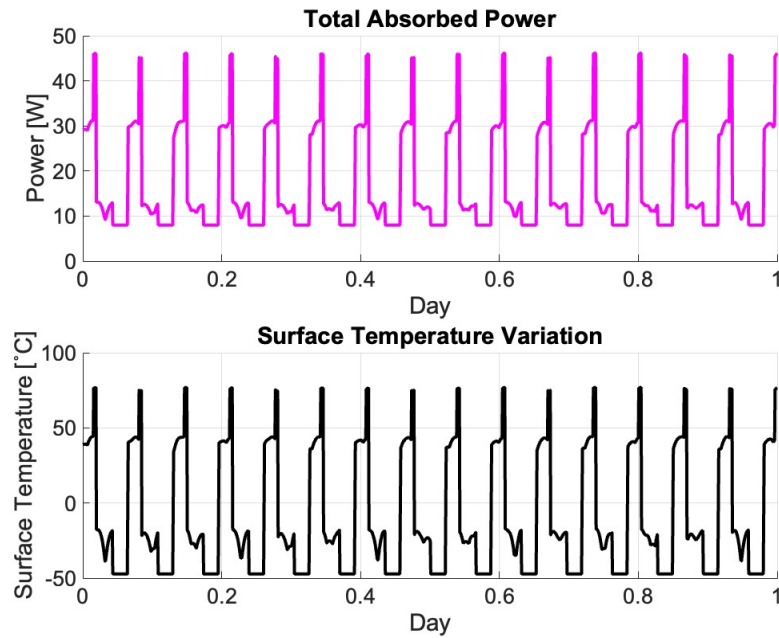 Total Absorbed Power
Power [W]
50
40
30
20
10
0
0 0.2 0.4 0.6 0.8 1
Day
Surface Temperature Variation
Surface Temperature [˚C]
100
50
0
-50
0 0.2 0.4 0.6 0.8 1
Day